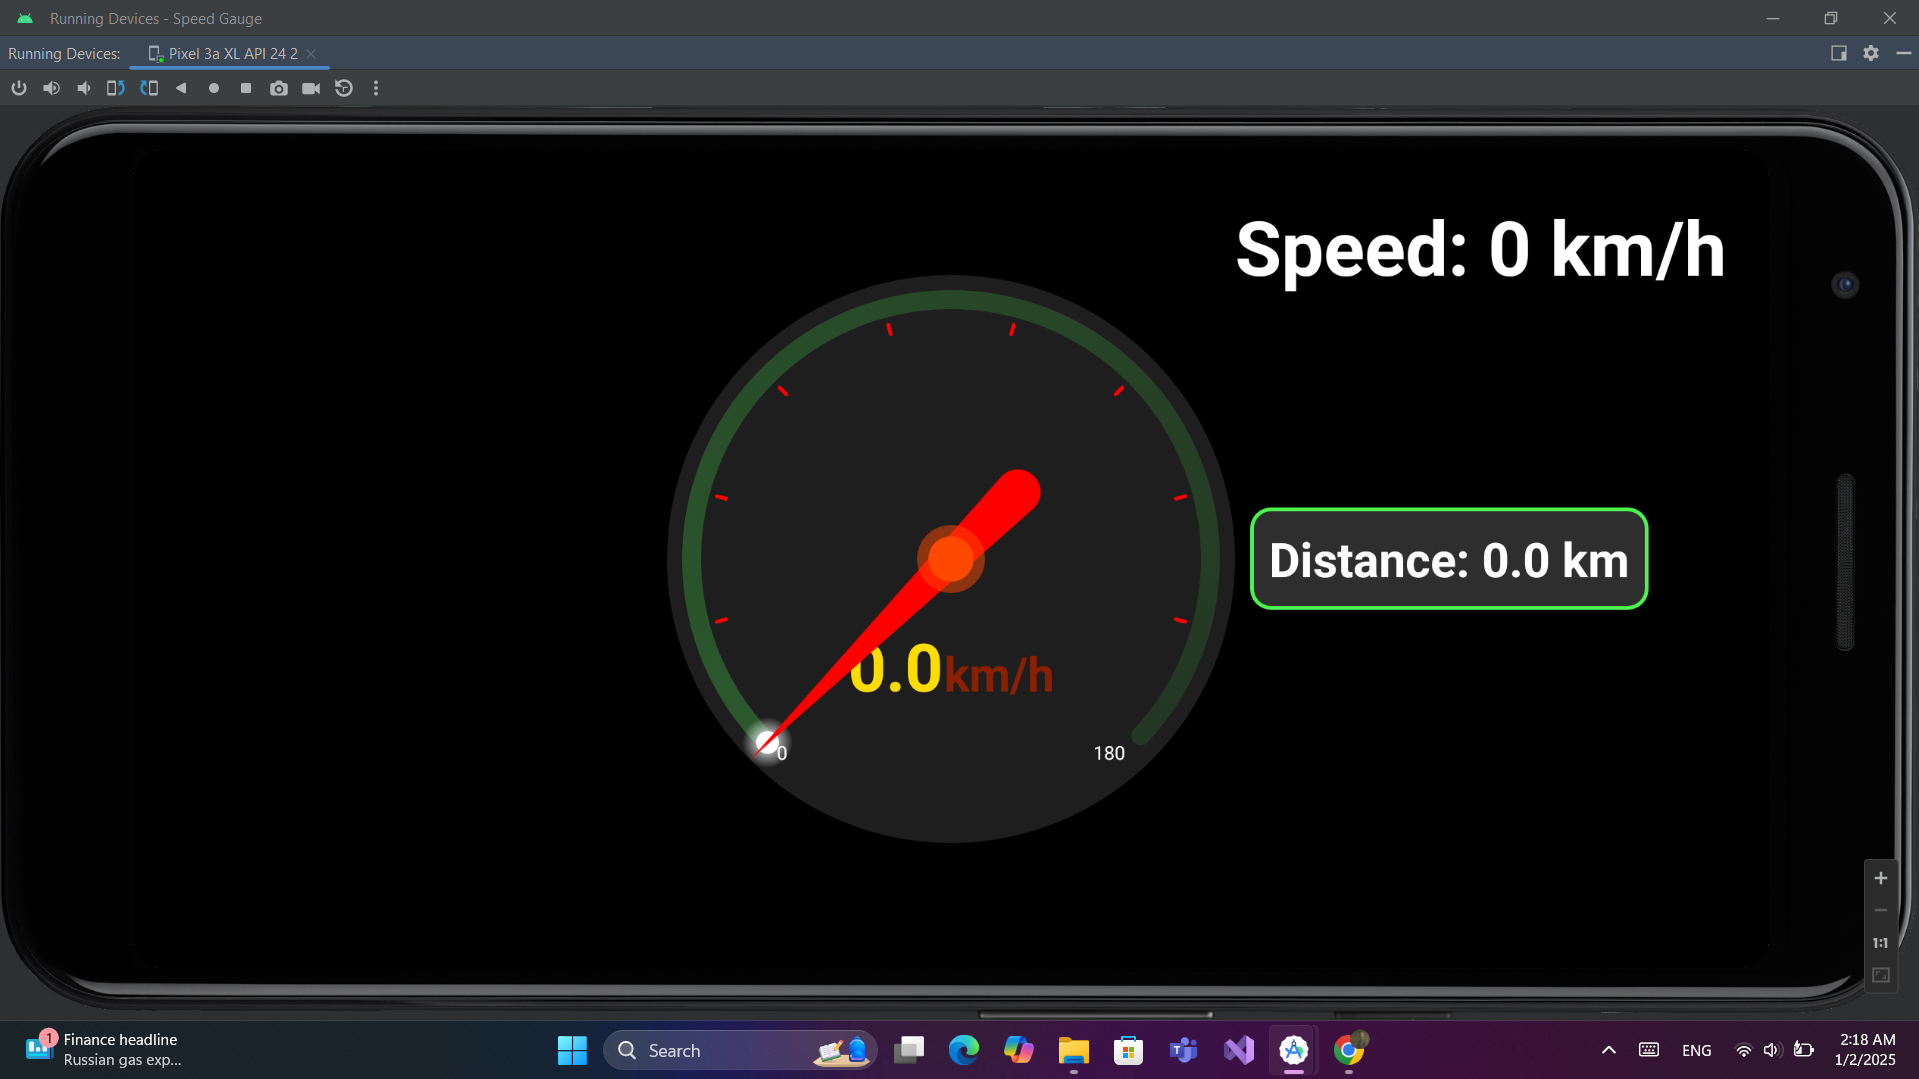 Running Devices - Speed Gauge
Running Devices:
Pixel 3a XL API 24 2
Speed: 0 km/h
Distance: 0.0 km
0.0km/h
0
180
1:1
1
Finance headline
Russian gas exp...
Search
ENG
2:18 AM
1/2/2025